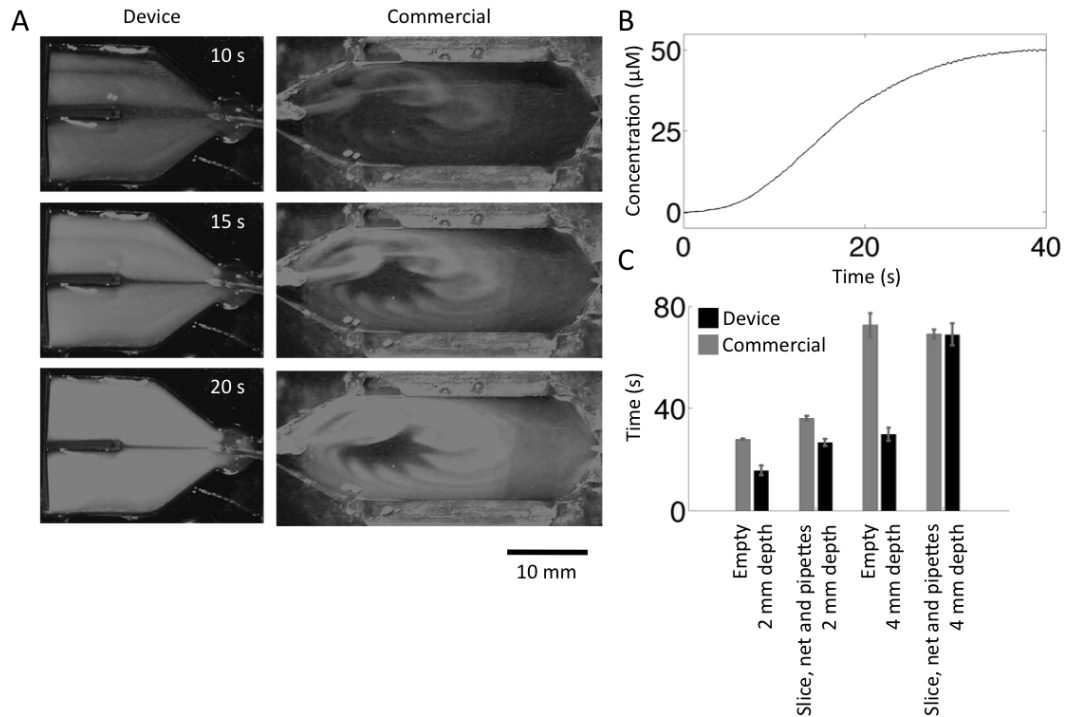 A
Device
Commercial
10 s
15 s
20 s
10 mm
B
Concentration (µM)
50
25
0
0
20
40
Time (s)
C
Time (s)
80
40
0
Device
Commercial
Empty
2 mm depth
Slice, net and pipettes
2 mm depth
Empty
4 mm depth
Slice, net and pipettes
4 mm depth